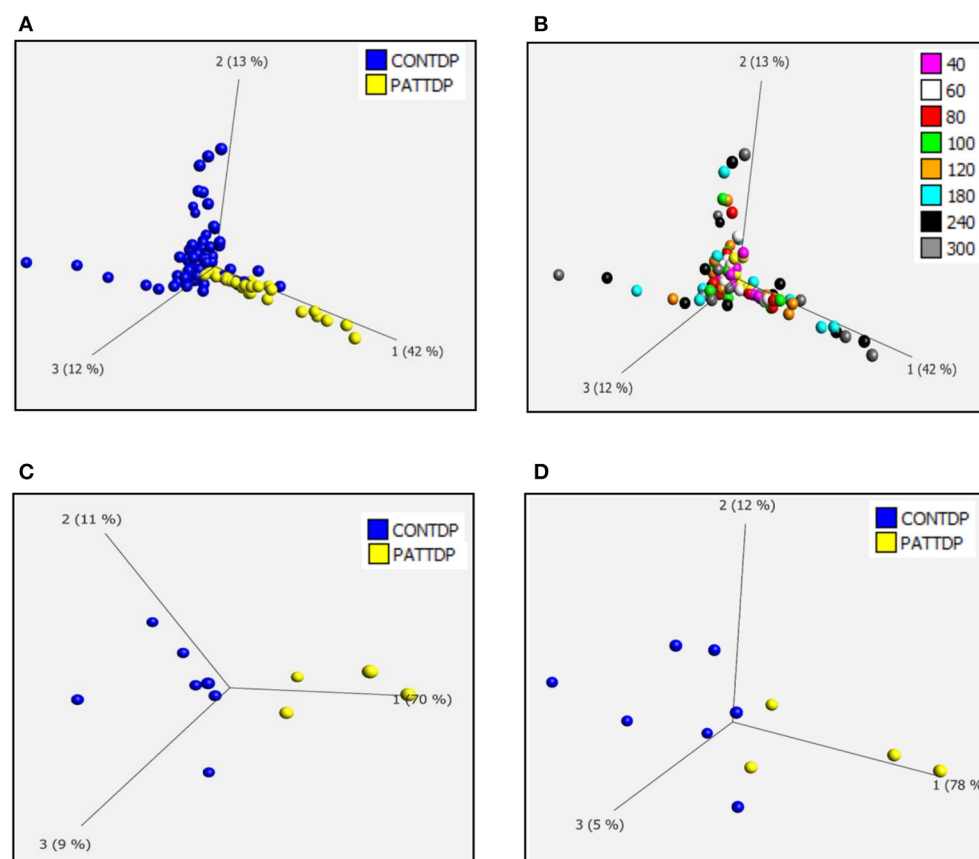 A
2 (13 %)
CONTDP
PATTDP
3 (12 %)
1 (42 %)
B
2 (13 %)
40
60
80
100
120
180
240
300
3 (12 %)
1 (42 %)
C
2 (11 %)
CONTDP
PATTDP
1 (70 %)
3 (9 %)
D
2 (12 %)
CONTDP
PATTDP
1 (78 %
3 (5 %)